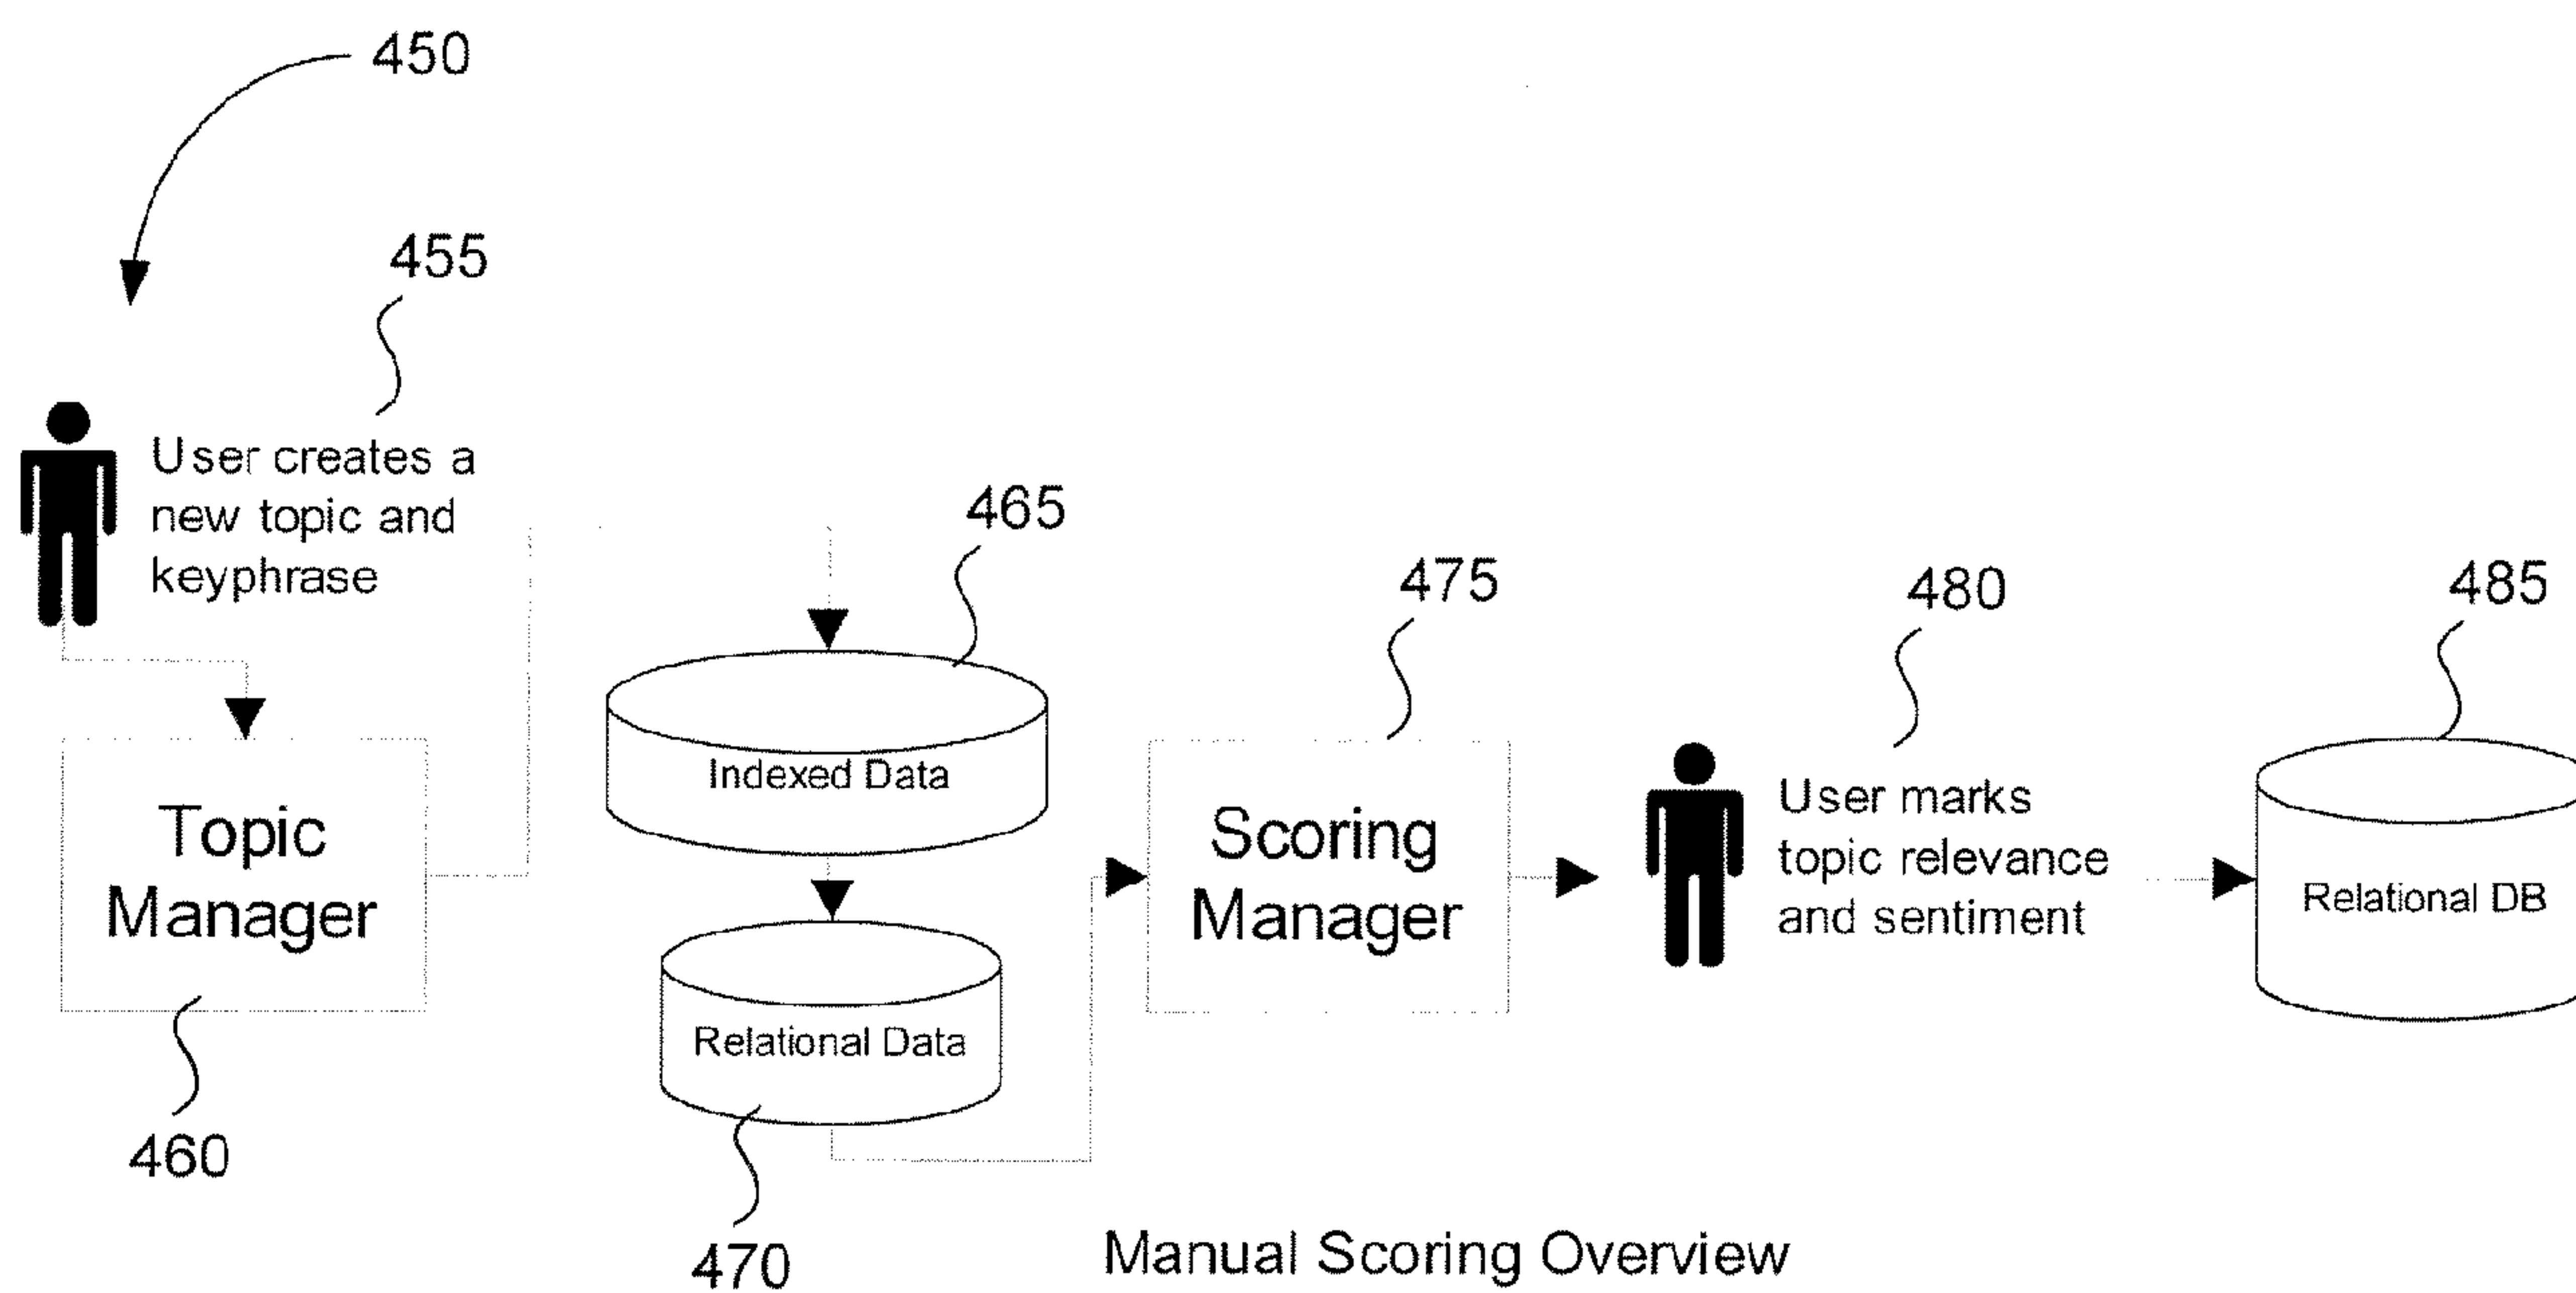 450
455
User creates a
new topic and
keyphrase
465
475
480
485
Indexed Data
Topic
Manager
Scoring
Manager
User marks
topic relevance
and sentiment
Relational DB
Relational Data
460
470
Manual Scoring Overview